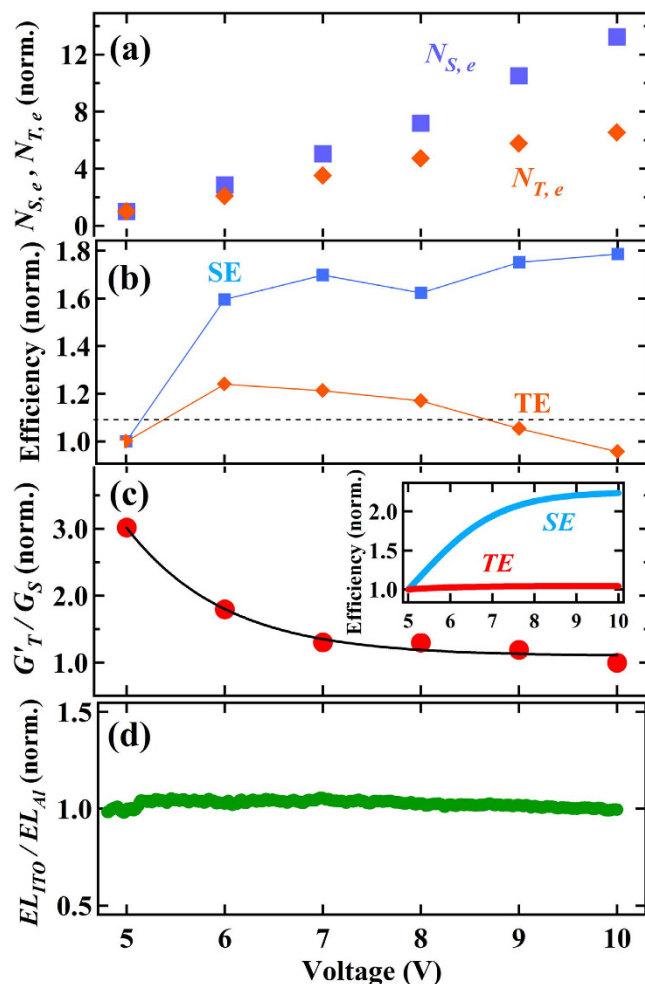 (a)
N_{S, e}
N_{T, e}
N_{S, e} , N_{T, e} (norm.)
12
8
4
0
(b)
SE
TE
Efficiency (norm.)
1.8
1.6
1.4
1.2
1.0
(c)
G'_T / G_S (norm.)
3.0
2.0
1.0
Efficiency (norm.)
2.0
1.5
1.0
SE
TE
5 6 7 8 9 10
(d)
EL_{ITO} / EL_{Al} (norm.)
1.5
1.0
0.5
5 6 7 8 9 10
Voltage (V)